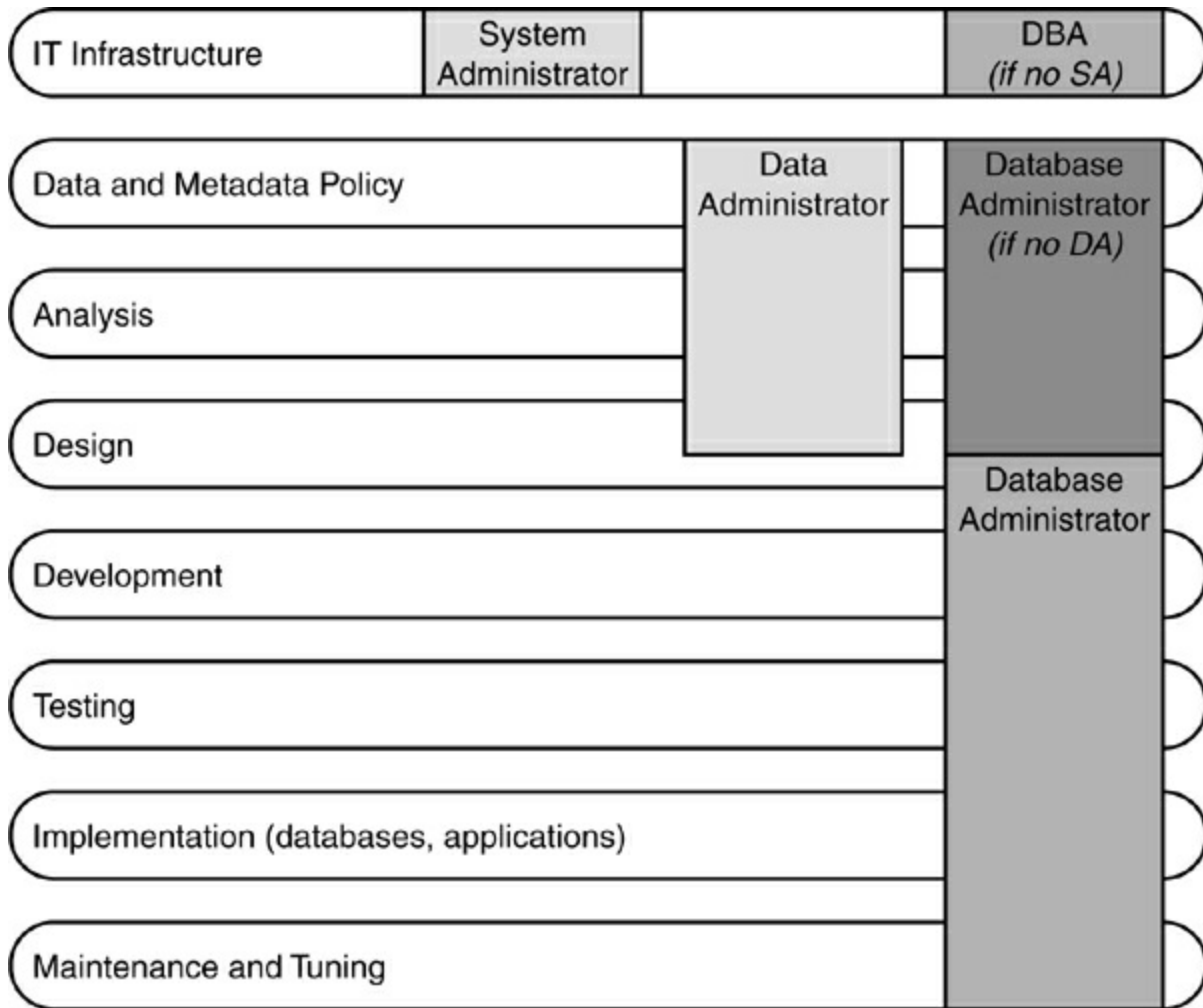 IT Infrastructure
System
Administrator
DBA
(if no SA)
Data and Metadata Policy
Data
Administrator
Database
Administrator
(if no DA)
Analysis
Design
Database
Administrator
Development
Testing
Implementation (databases, applications)
Maintenance and Tuning